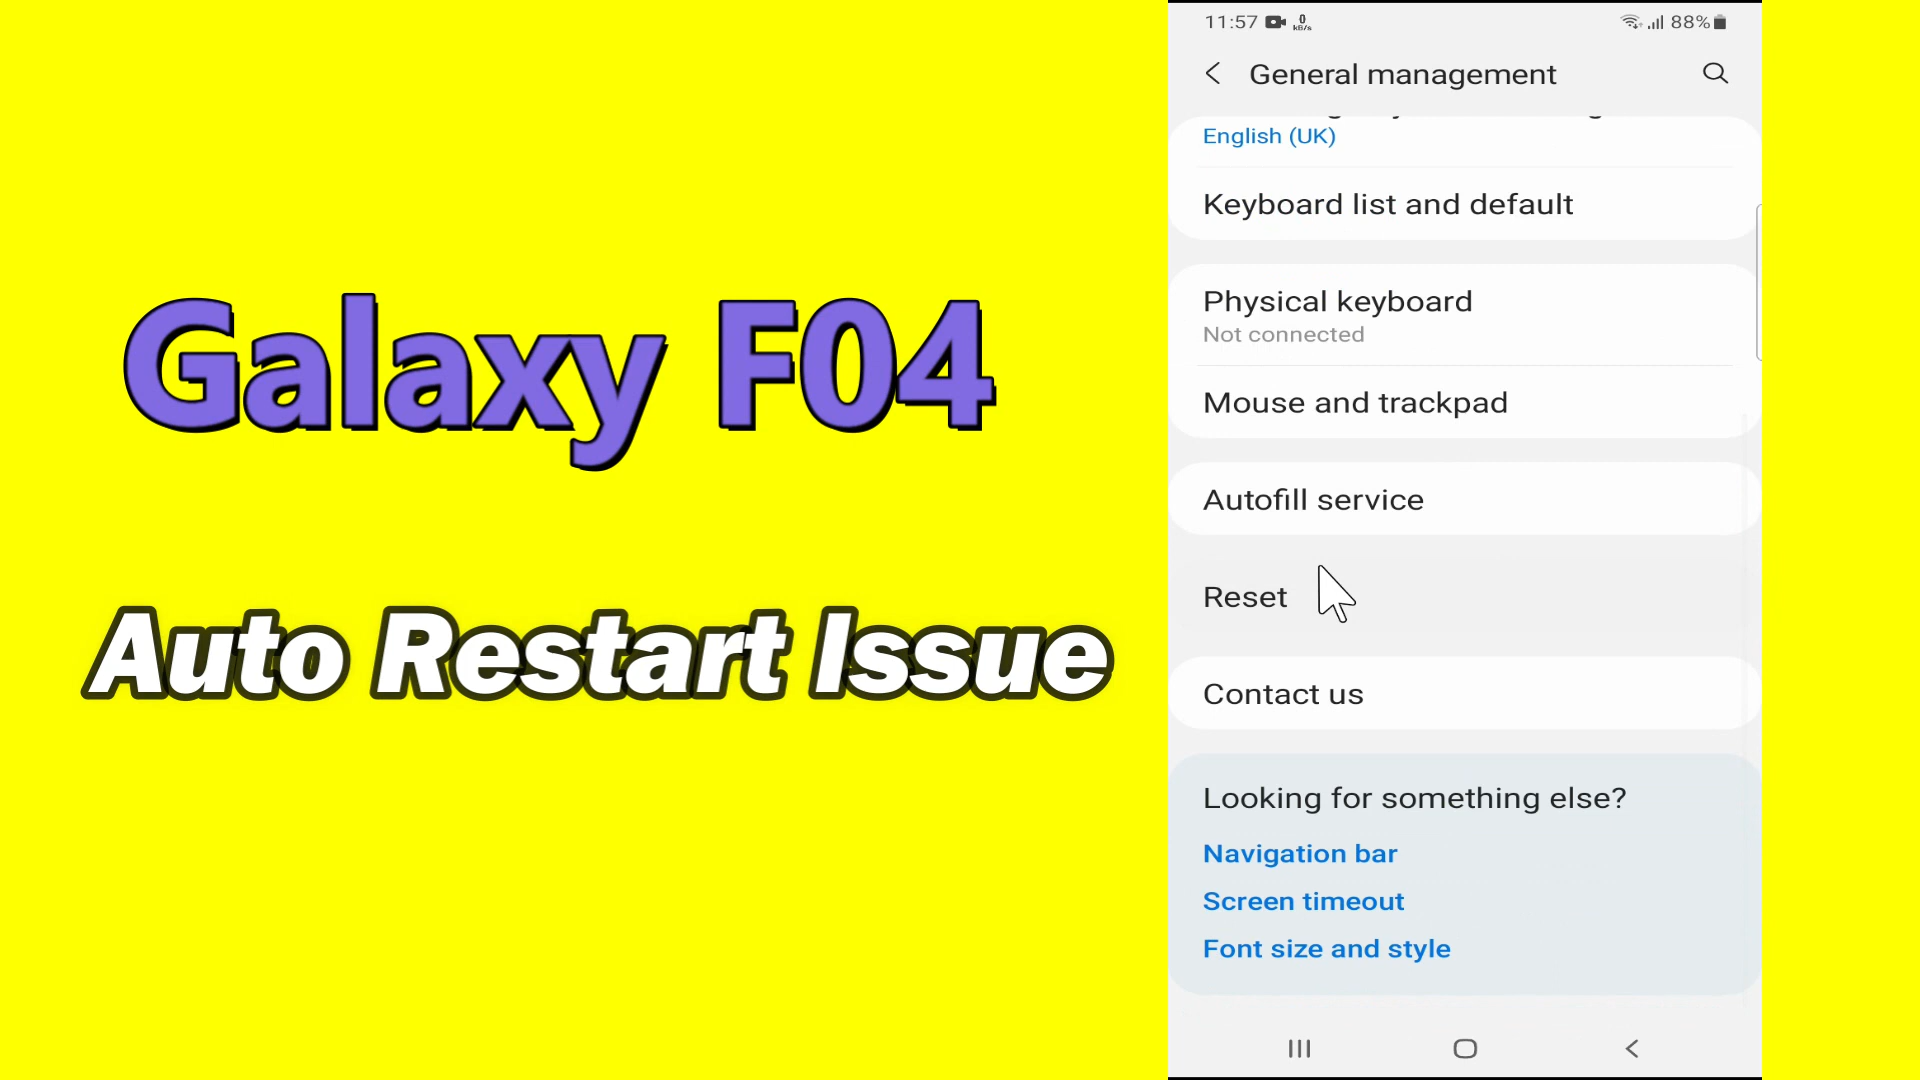 Galaxy F04
Auto Restart Issue
11:57
0 kB/s
88%
General management
English (UK)
Keyboard list and default
Physical keyboard
Not connected
Mouse and trackpad
Autofill service
Reset
Contact us
Looking for something else?
Navigation bar
Screen timeout
Font size and style